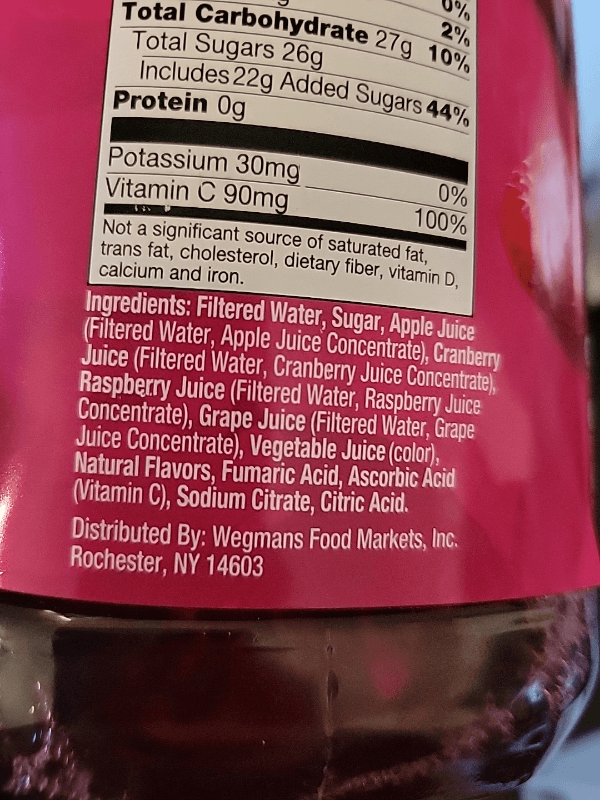 0%
2%
Total Carbohydrate 27g 10%
Total Sugars 26g
Includes 22g Added Sugars 44%
Protein 0g
Potassium 30mg 0%
Vitamin C 90mg 100%
Not a significant source of saturated fat,
trans fat, cholesterol, dietary fiber, vitamin D,
calcium and iron.
Ingredients: Filtered Water, Sugar, Apple Juice
(Filtered Water, Apple Juice Concentrate), Cranberry
Juice (Filtered Water, Cranberry Juice Concentrate),
Raspberry Juice (Filtered Water, Raspberry Juice
Concentrate), Grape Juice (Filtered Water, Grape
Juice Concentrate), Vegetable Juice (color),
Natural Flavors, Fumaric Acid, Ascorbic Acid
(Vitamin C), Sodium Citrate, Citric Acid.
Distributed By: Wegmans Food Markets, Inc.
Rochester, NY 14603